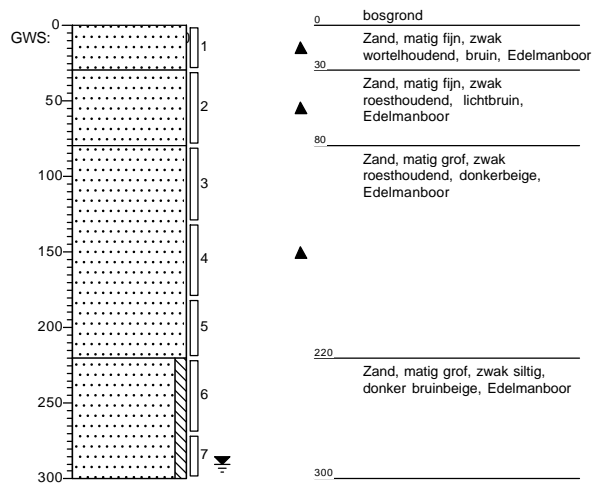 GWS:
0
50
100
150
200
250
300
1
2
3
4
5
6
7
0
bosgrond
Zand, matig fijn, zwak
wortelhoudend, bruin, Edelmanboor
30
Zand, matig fijn, zwak
roesthoudend, lichtbruin,
Edelmanboor
80
Zand, matig grof, zwak
roesthoudend, donkerbeige,
Edelmanboor
220
Zand, matig grof, zwak siltig,
donker bruinbeige, Edelmanboor
300